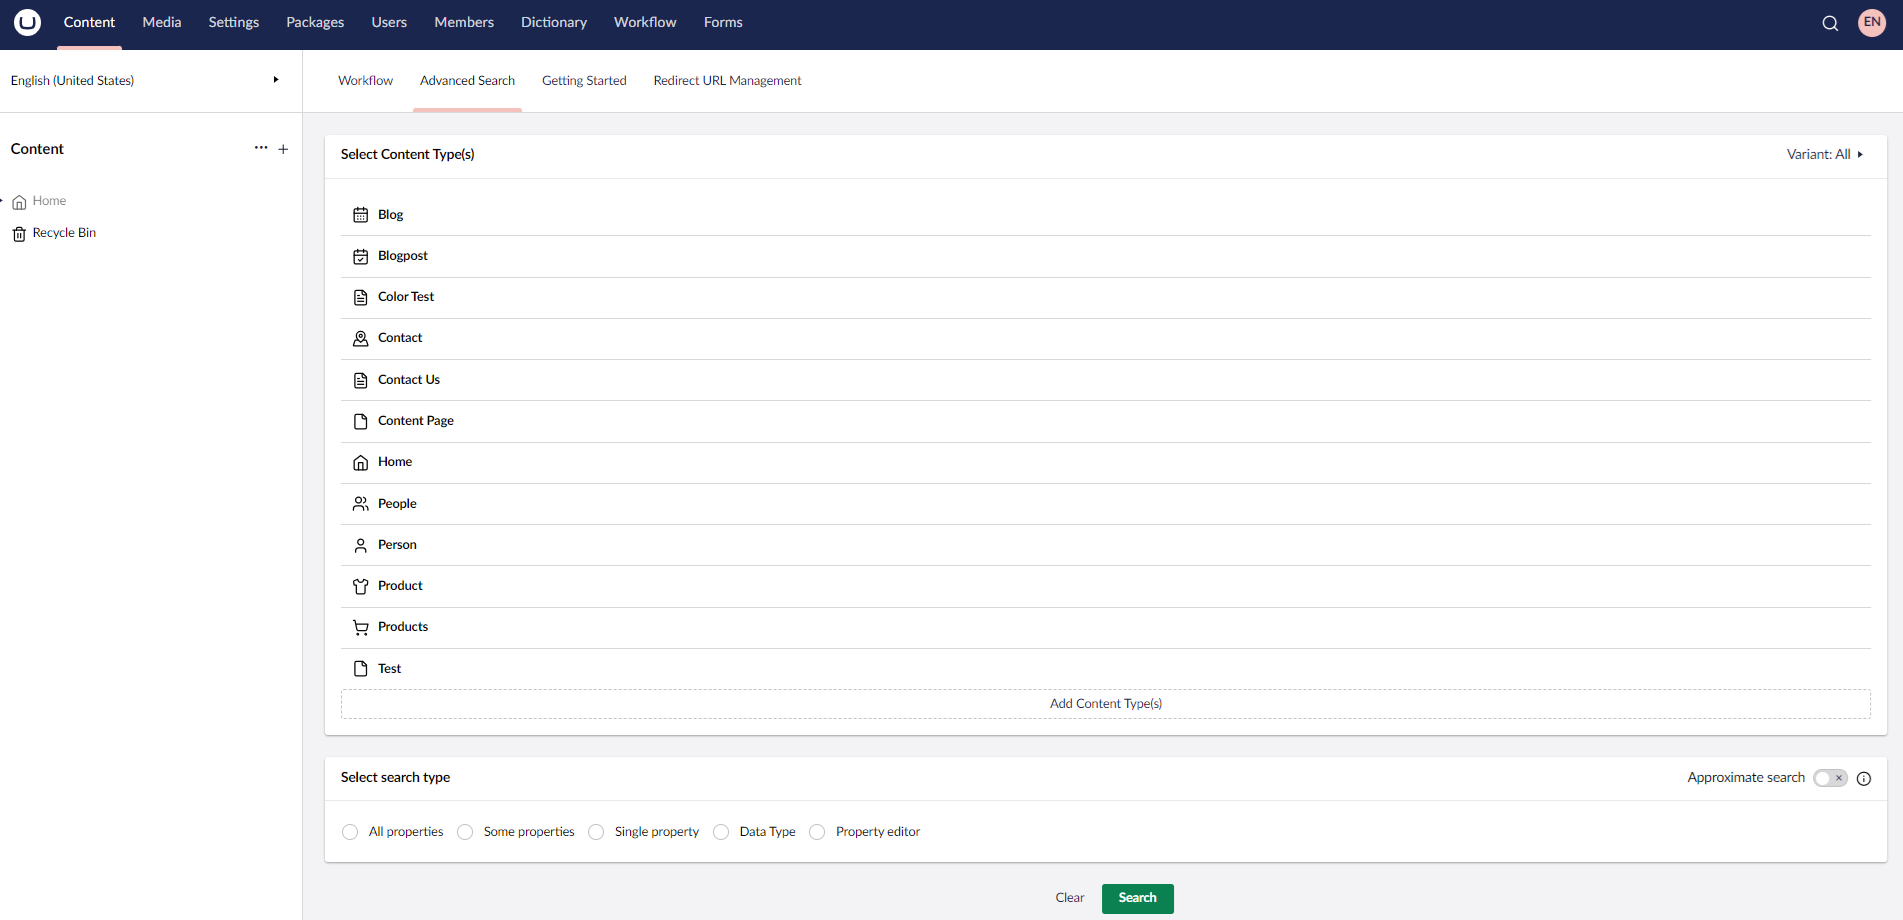 Content Media Settings Packages Users Members Dictionary Workflow Forms EN
English (United States)
Workflow Advanced Search Getting Started Redirect URL Management
Content
Home
Recycle Bin
Select Content Type(s) Variant: All
Blog
Blogpost
Color Test
Contact
Contact Us
Content Page
Home
People
Person
Product
Products
Test
Add Content Type(s)
Select search type Approximate search
All properties Some properties Single property Data Type Property editor
Clear Search